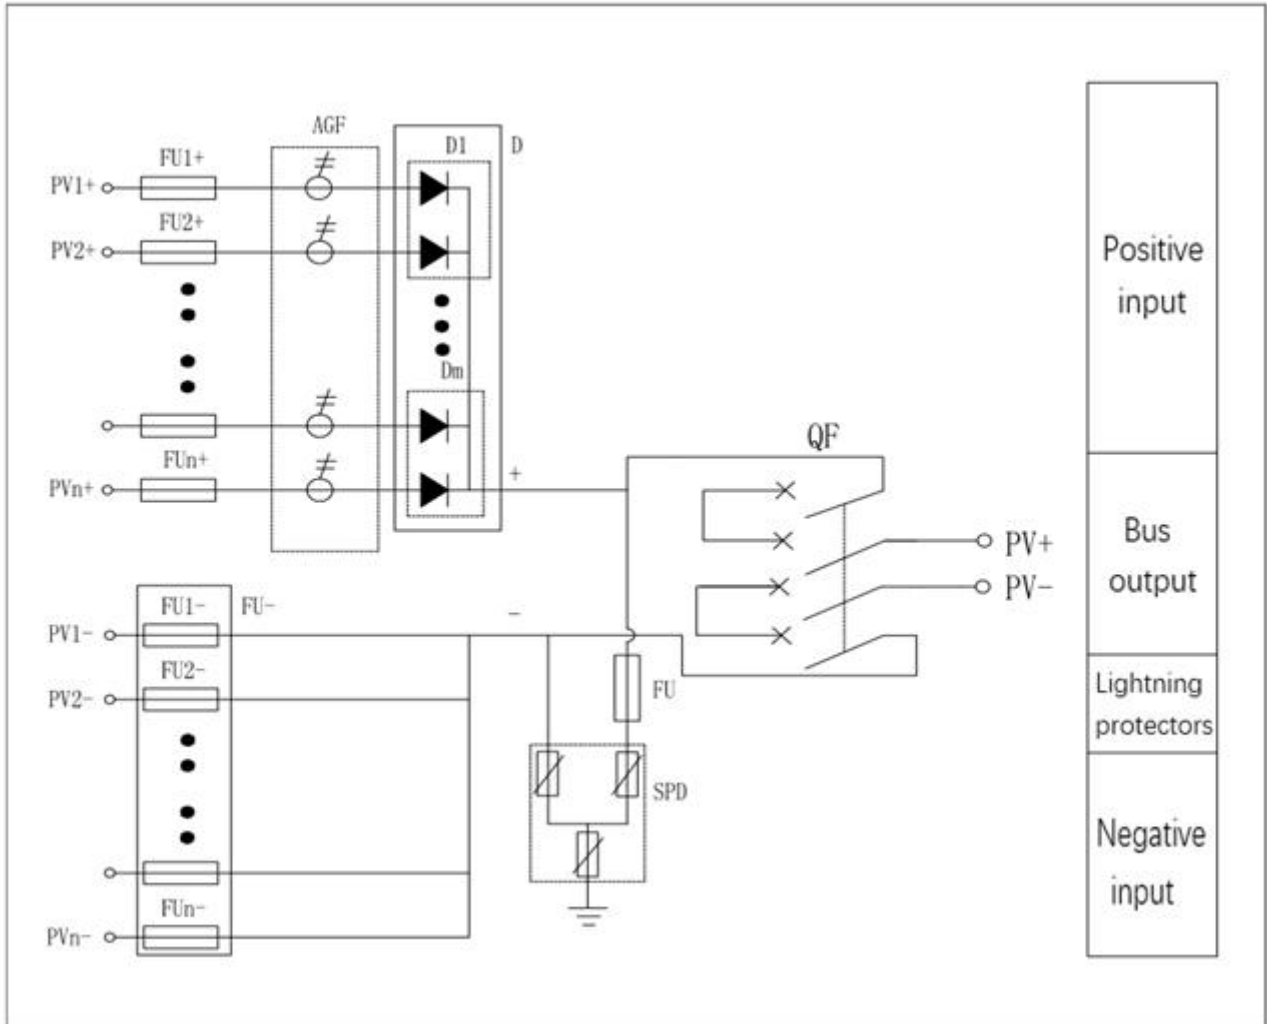 AGF
D1
D
FU1+
PV1+
FU2+
PV2+
Dm
FUn+
PVn+
+
QF
PV+
PV-
FU1-
FU-
-
PV1-
FU2-
PV2-
FU
SPD
FUn-
PVn-
Positive
input
Bus
output
Lightning
protectors
Negative
input